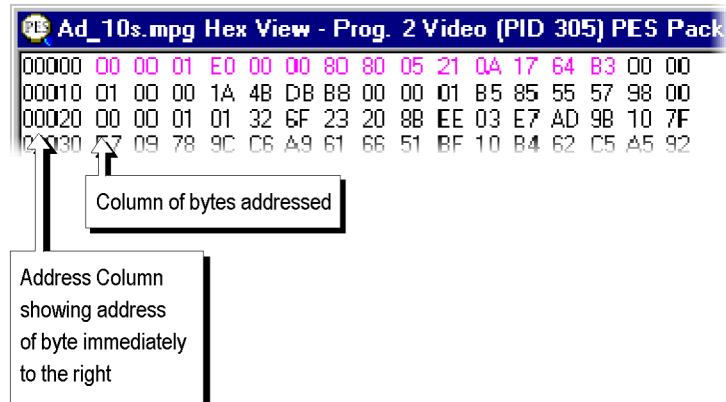 PES Ad_10s.mpg Hex View - Prog. 2 Video (PID 305) PES Pack
00000 00 00 01 E0 00 00 80 80 05 21 0A 17 64 B3 00 00
00010 01 00 00 1A 4B DB B8 00 00 01 B5 85 55 57 98 00
00020 00 00 01 01 32 6F 23 20 8B EE 03 E7 AD 9B 10 7F
09 78 9C C6 A9 61 66 51 BF 10 B4 62 C5 A5 92
Column of bytes addressed
Address Column
showing address
of byte immediately
to the right